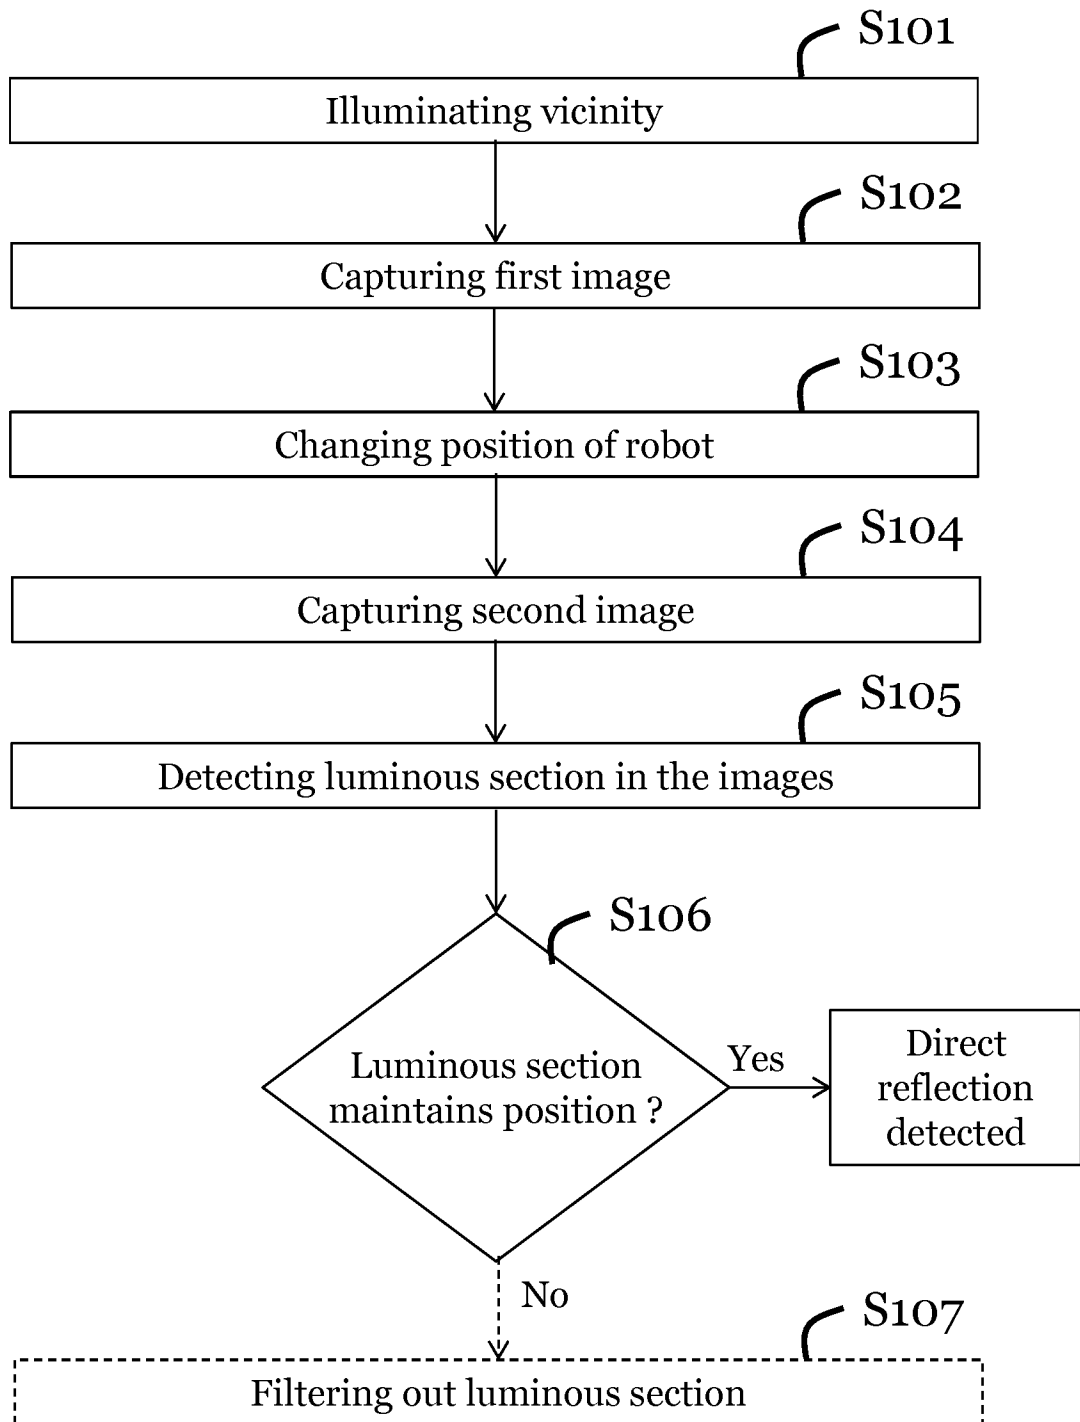 S101
Illuminating vicinity
S102
Capturing first image
S103
Changing position of robot
S104
Capturing second image
S105
Detecting luminous section in the images
S106
Luminous section
maintains position ?
Yes
Direct
reflection
detected
No
S107
Filtering out luminous section